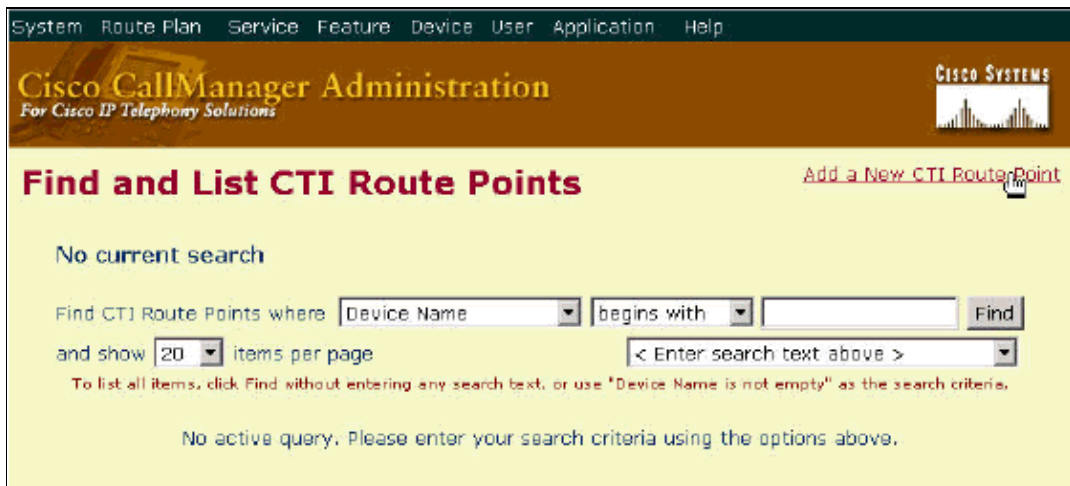 System Route Plan Service Feature Device User Application Help
Cisco CallManager Administration
For Cisco IP Telephony Solutions
CISCO SYSTEMS
Find and List CTI Route Points
Add a New CTI Route Point
No current search
Find CTI Route Points where Device Name begins with Find
and show 20 items per page < Enter search text above >
To list all items, click Find without entering any search text, or use "Device Name is not empty" as the search criteria.
No active query. Please enter your search criteria using the options above.